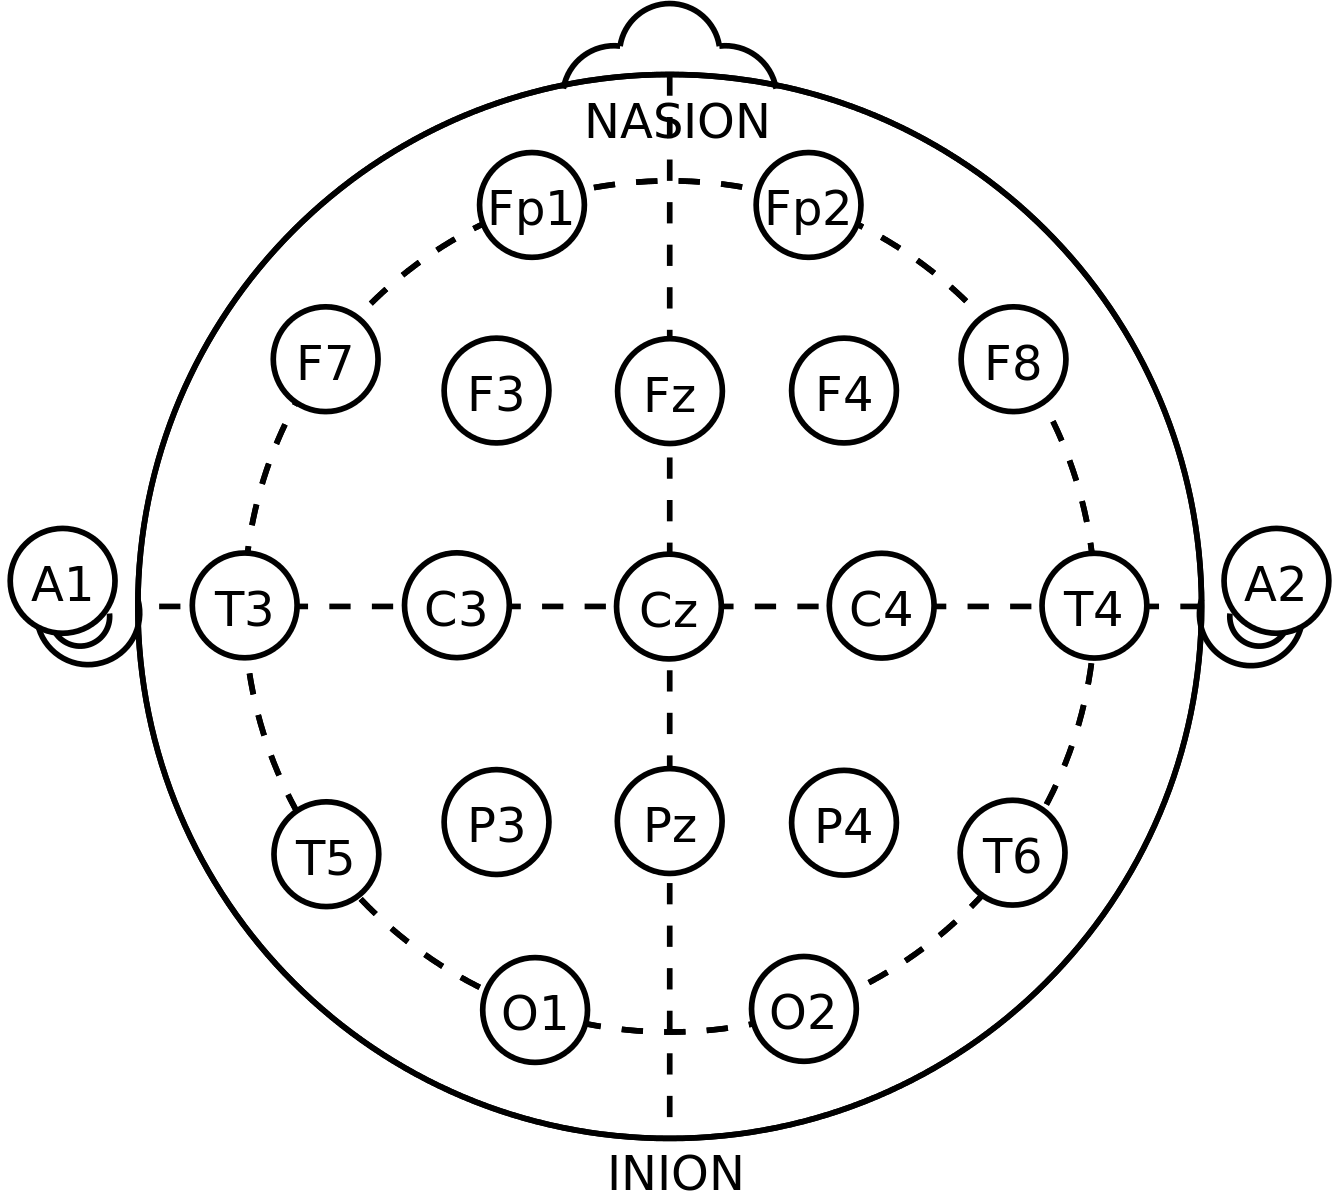 NASION
Fp1 Fp2
F7 F3 Fz F4 F8
A1 T3 C3 Cz C4 T4 A2
T5 P3 Pz P4 T6
O1 O2
INION